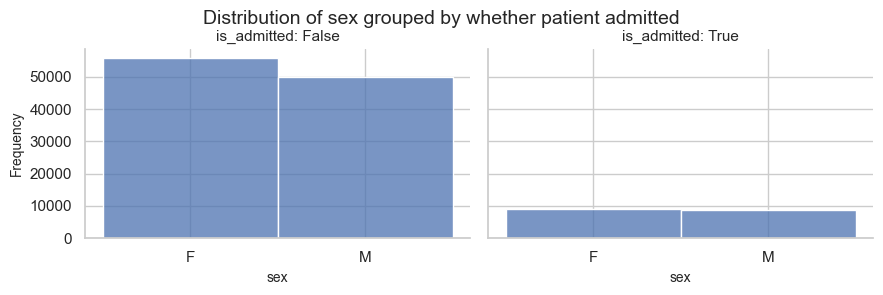 Distribution of sex grouped by whether patient admitted
is_admitted: False
is_admitted: True
Frequency
50000
40000
30000
20000
10000
0
F M
F M
sex
sex